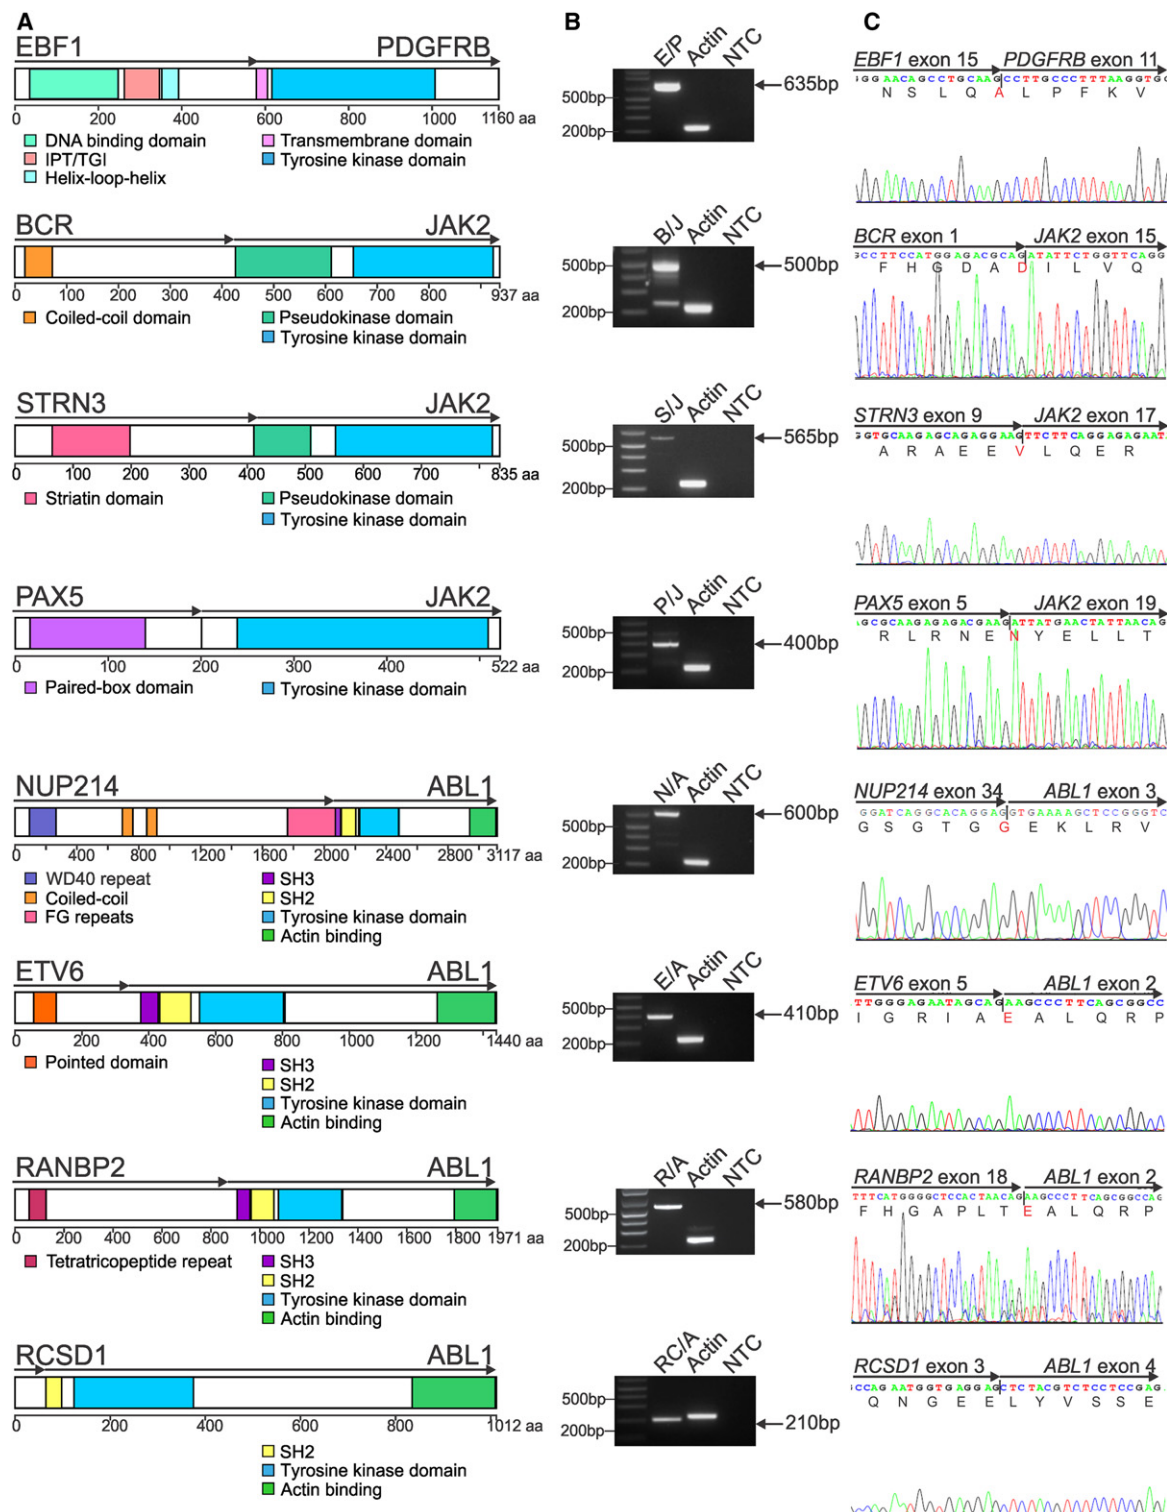 A
EBF1 PDGFRB
0 200 400 600 800 1000 1160 aa
DNA binding domain
IPT/TGI
Helix-loop-helix
Transmembrane domain
Tyrosine kinase domain
BCR JAK2
0 100 200 300 400 500 600 700 800 937 aa
Coiled-coil domain
Pseudokinase domain
Tyrosine kinase domain
STRN3 JAK2
0 100 200 300 400 500 600 700 835 aa
Striatin domain
Pseudokinase domain
Tyrosine kinase domain
PAX5 JAK2
0 100 200 300 400 522 aa
Paired-box domain
Tyrosine kinase domain
NUP214 ABL1
0 400 800 1200 1600 2000 2400 2800 3117 aa
WD40 repeat
Coiled-coil
FG repeats
SH3
SH2
Tyrosine kinase domain
Actin binding
ETV6 ABL1
0 200 400 600 800 1000 1200 1440 aa
Pointed domain
SH3
SH2
Tyrosine kinase domain
Actin binding
RANBP2 ABL1
0 200 400 600 800 1000 1200 1400 1600 1800 1971 aa
Tetratricopeptide repeat
SH3
SH2
Tyrosine kinase domain
Actin binding
RCSD1 ABL1
0 200 400 600 800 1012 aa
SH2
Tyrosine kinase domain
Actin binding
B
E/P Actin NTC
635bp
500bp
200bp
B/J Actin NTC
500bp
500bp
200bp
S/J Actin NTC
565bp
500bp
200bp
P/J Actin NTC
500bp
400bp
200bp
N/A Actin NTC
600bp
500bp
200bp
E/A Actin NTC
500bp
410bp
200bp
R/A Actin NTC
580bp
500bp
200bp
RC/A Actin NTC
500bp
200bp
210bp
C
EBF1 exon 15 PDGFRB exon 11
GGAACAGCCTGCAAGCCTTGCCCTTTAAGGTG
N S L Q A L P F K V
BCR exon 1 JAK2 exon 15
CCTTCCATGGAGACGCAGATATTCTGGTTCAGG
F H G D A D I L V Q
STRN3 exon 9 JAK2 exon 17
GGTGCAAGAGCAGAGGAAGTTCTTCAGGAGAGAAT
A R A E E V L Q E R
PAX5 exon 5 JAK2 exon 19
GCGCAAGAGAGACGAAGATTATGAACTATTAACAG
R L R N E N Y E L L T
NUP214 exon 34 ABL1 exon 3
GGATCAGGCACAGGAGGTGAAAAGCTCCGGGTC
G S G T G G E K L R V
ETV6 exon 5 ABL1 exon 2
TTGGGAGAATAGCAGAAGCCCTTCAGCGGCC
I G R I A E A L Q R P
RANBP2 exon 18 ABL1 exon 2
TTTCATGGGGCTCCACTAACAGAAGCCCTTCAGCGGCCAG
F H G A P L T E A L Q R P
RCSD1 exon 3 ABL1 exon 4
CCAGAATGGTGAGGAGCTCTACGTCTCCTCCGAG
Q N G E E L Y V S S E